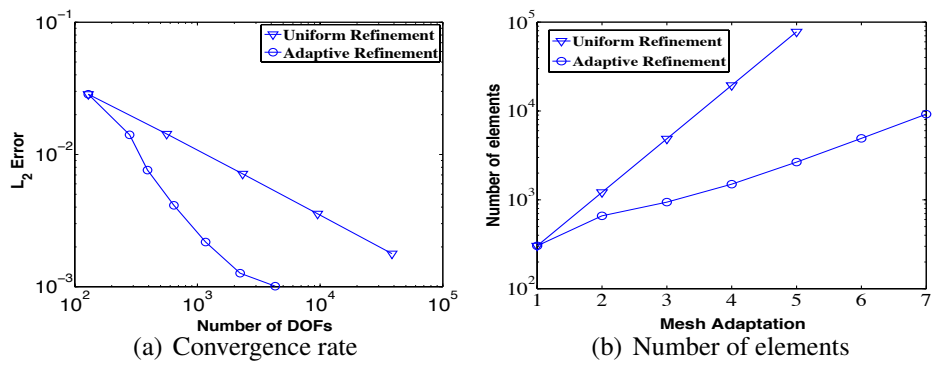 10^-1
10^-2
10^-3
L_2 Error
Uniform Refinement
Adaptive Refinement
10^2 10^3 10^4 10^5
Number of DOFs
(a) Convergence rate
10^5
10^4
10^3
10^2
Number of elements
Uniform Refinement
Adaptive Refinement
1 2 3 4 5 6 7
Mesh Adaptation
(b) Number of elements